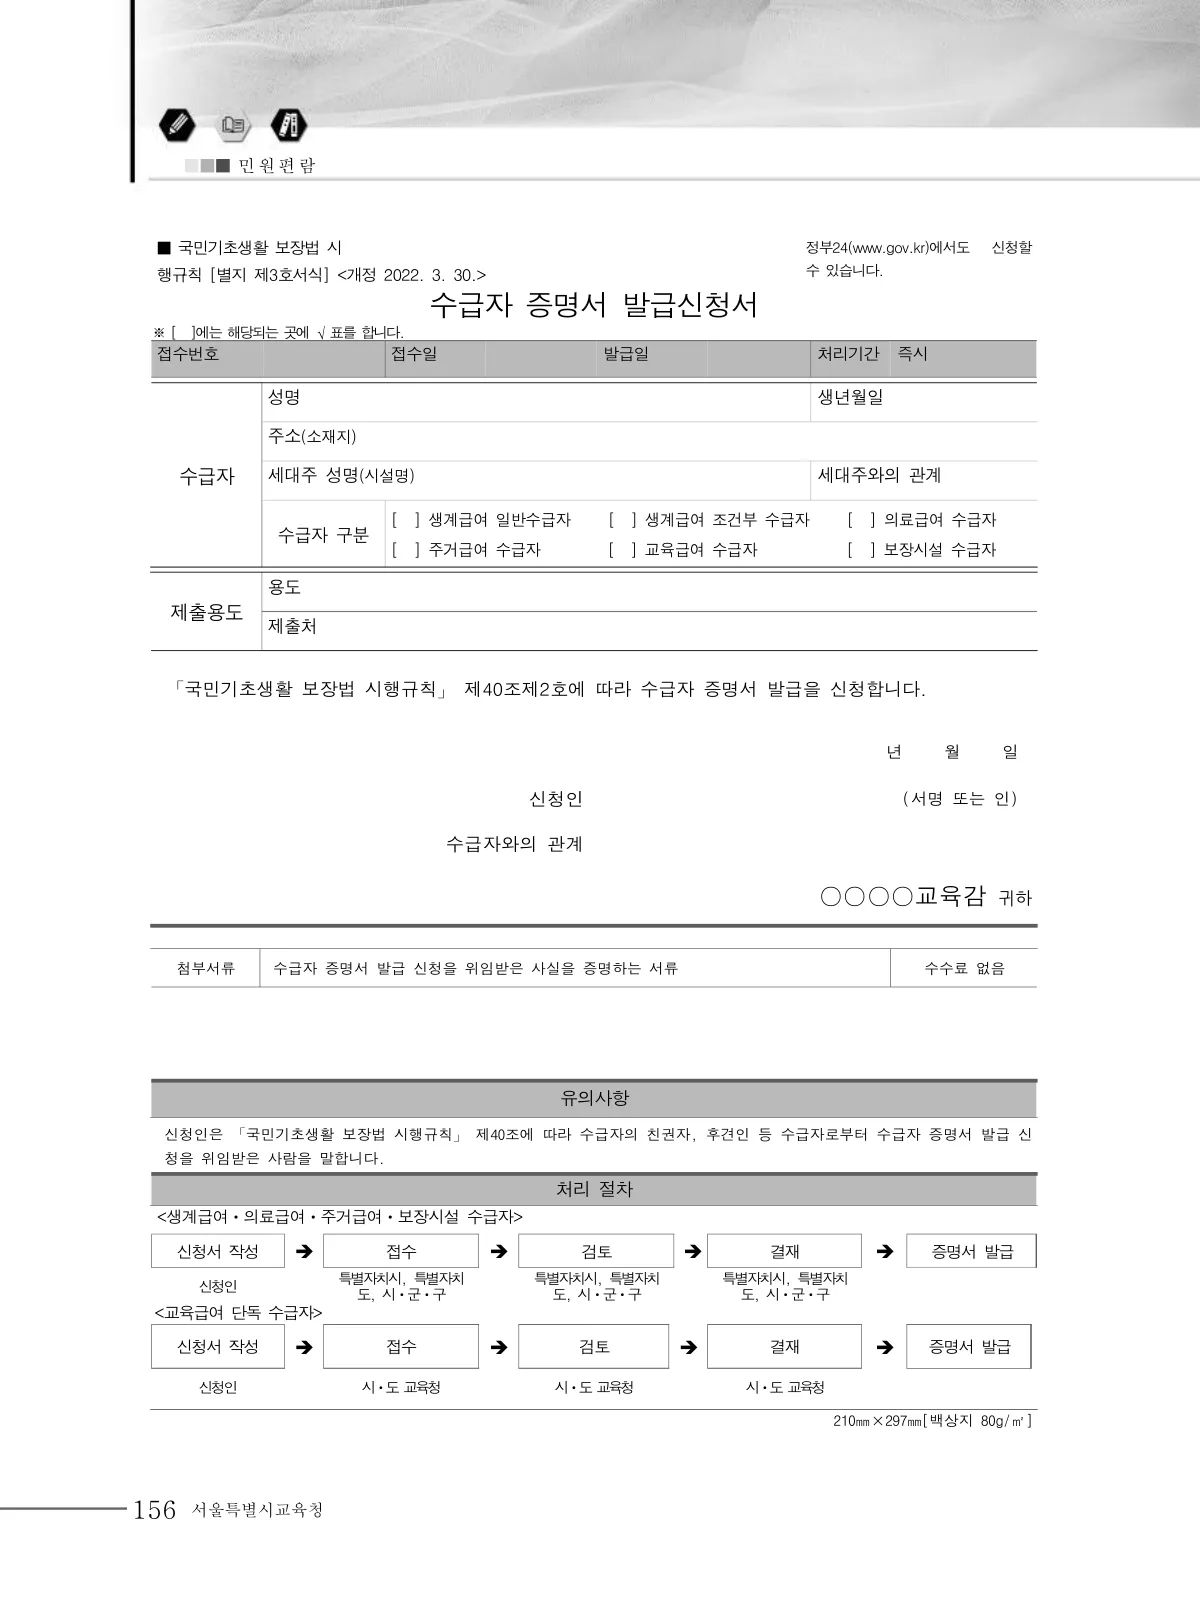 민원편람
■ 국민기초생활 보장법 시
행규칙 [별지 제3호서식] <개정 2022. 3. 30.>
정부24(www.gov.kr)에서도 신청할
수 있습니다.
수급자 증명서 발급신청서
※ [ ]에는 해당되는 곳에 √ 표를 합니다.
접수번호 접수일 발급일 처리기간 즉시
성명 생년월일
주소(소재지)
수급자
세대주 성명(시설명) 세대주와의 관계
수급자 구분
[ ] 생계급여 일반수급자 [ ] 생계급여 조건부 수급자 [ ] 의료급여 수급자
[ ] 주거급여 수급자 [ ] 교육급여 수급자 [ ] 보장시설 수급자
제출용도
용도
제출처
「국민기초생활 보장법 시행규칙」 제40조제2호에 따라 수급자 증명서 발급을 신청합니다.
년 월 일
신청인 (서명 또는 인)
수급자와의 관계
○○○○교육감 귀하
첨부서류 수급자 증명서 발급 신청을 위임받은 사실을 증명하는 서류 수수료 없음
유의사항
신청인은 「국민기초생활 보장법 시행규칙」 제40조에 따라 수급자의 친권자, 후견인 등 수급자로부터 수급자 증명서 발급 신
청을 위임받은 사람을 말합니다.
처리 절차
<생계급여·의료급여·주거급여·보장시설 수급자>
신청서 작성 ➔ 접수 ➔ 검토 ➔ 결재 ➔ 증명서 발급
신청인 특별자치시, 특별자치 특별자치시, 특별자치 특별자치시, 특별자치
도, 시·군·구 도, 시·군·구 도, 시·군·구
<교육급여 단독 수급자>
신청서 작성 ➔ 접수 ➔ 검토 ➔ 결재 ➔ 증명서 발급
신청인 시·도 교육청 시·도 교육청 시·도 교육청
210㎜×297㎜[백상지 80g/㎡]
156 서울특별시교육청